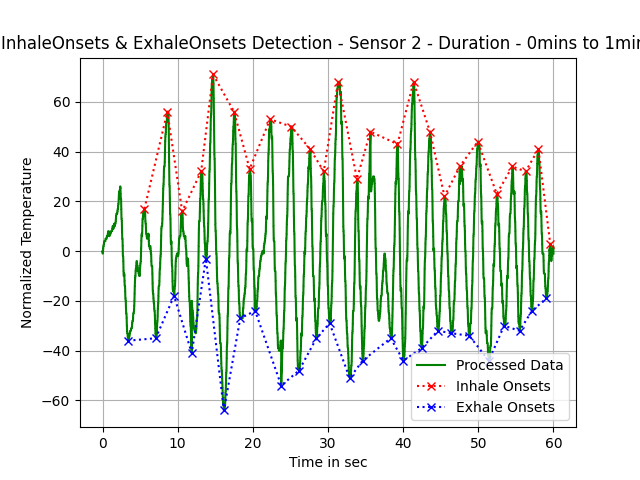 InhaleOnsets & ExhaleOnsets Detection - Sensor 2 - Duration - 0mins to 1mi
Normalized Temperature
60
40
20
0
−20
−40
−60
0 10 20 30 40 50 60
Time in sec
Processed Data
Inhale Onsets
Exhale Onsets